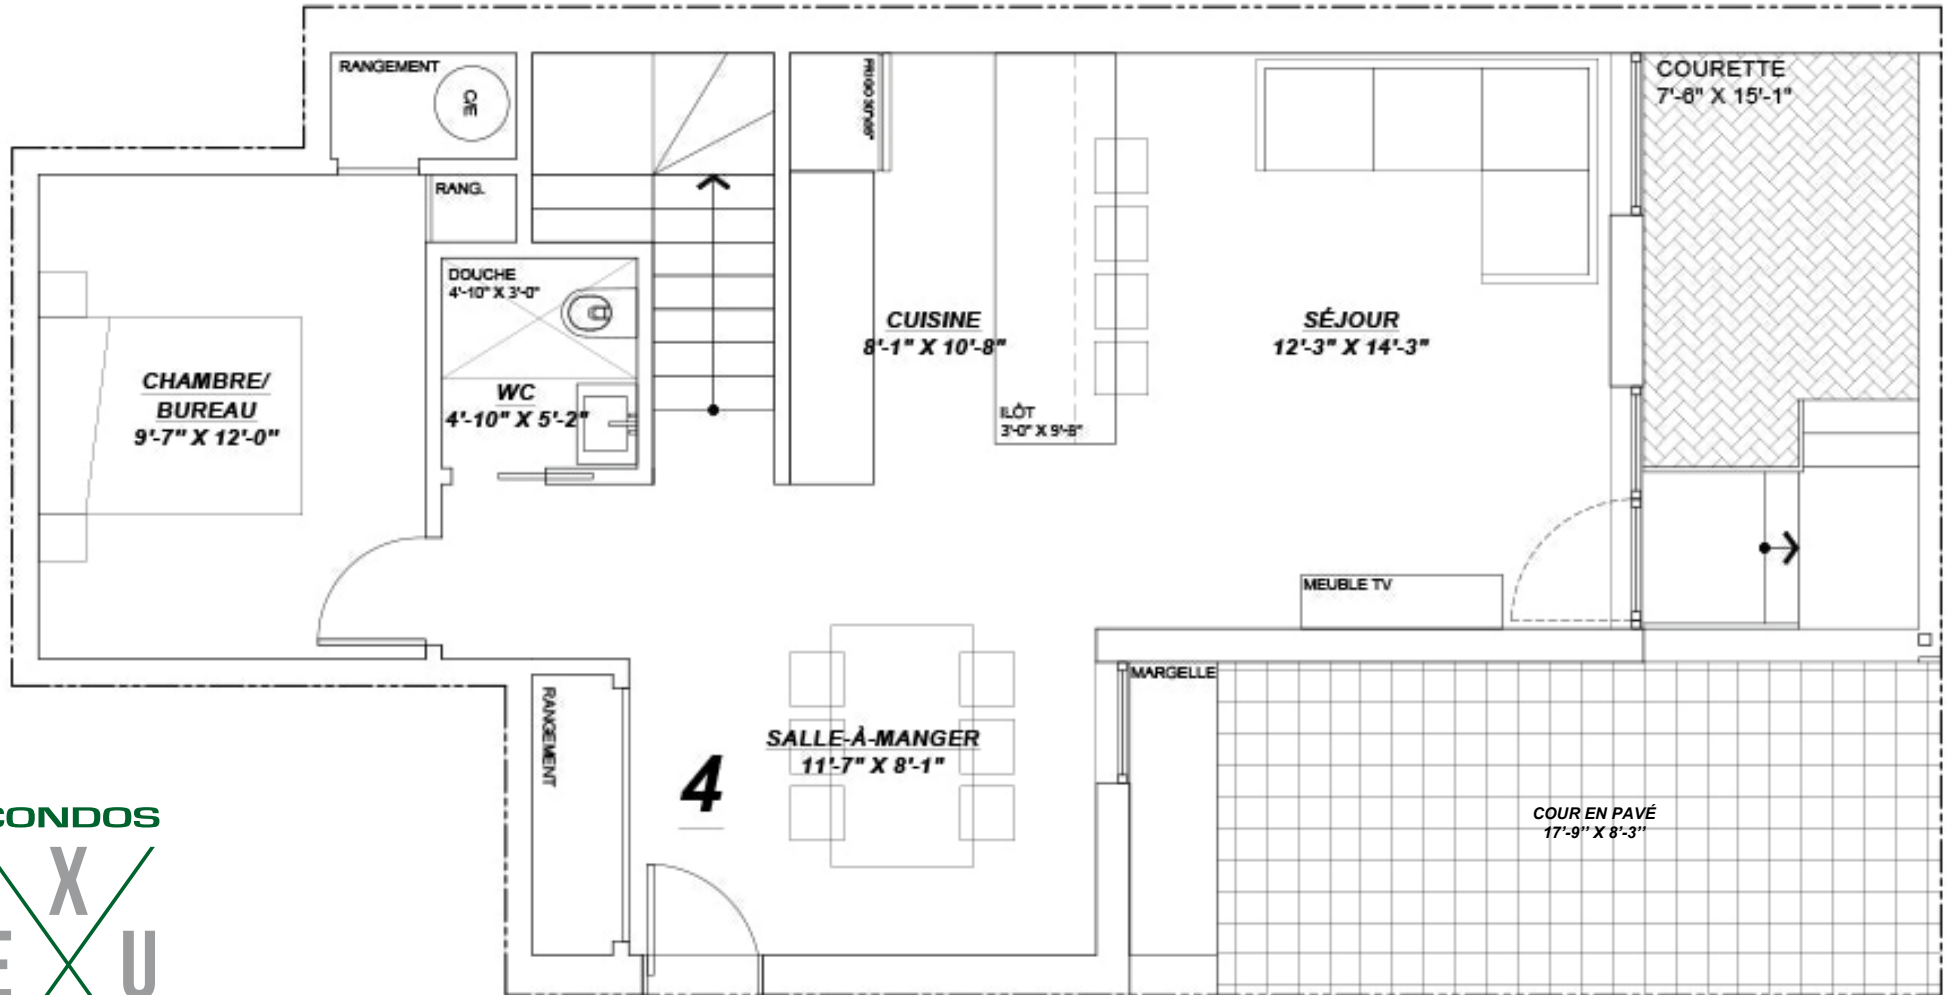 RANGEMENT
C/E
FRIGO 30"x36"
COURETTE
7'-6" X 15'-1"
RANG.
DOUCHE
4'-10" X 3'-0"
CUISINE
8'-1" X 10'-8"
SÉJOUR
12'-3" X 14'-3"
CHAMBRE/
BUREAU
9'-7" X 12'-0"
WC
4'-10" X 5'-2"
ILÔT
3'-0" X 9'-8"
MEUBLE TV
MARGELLE
RANGEMENT
SALLE-À-MANGER
11'-7" X 8'-1"
4
COUR EN PAVÉ
17'-9'' X 8'-3''
CONDOS
X
E U